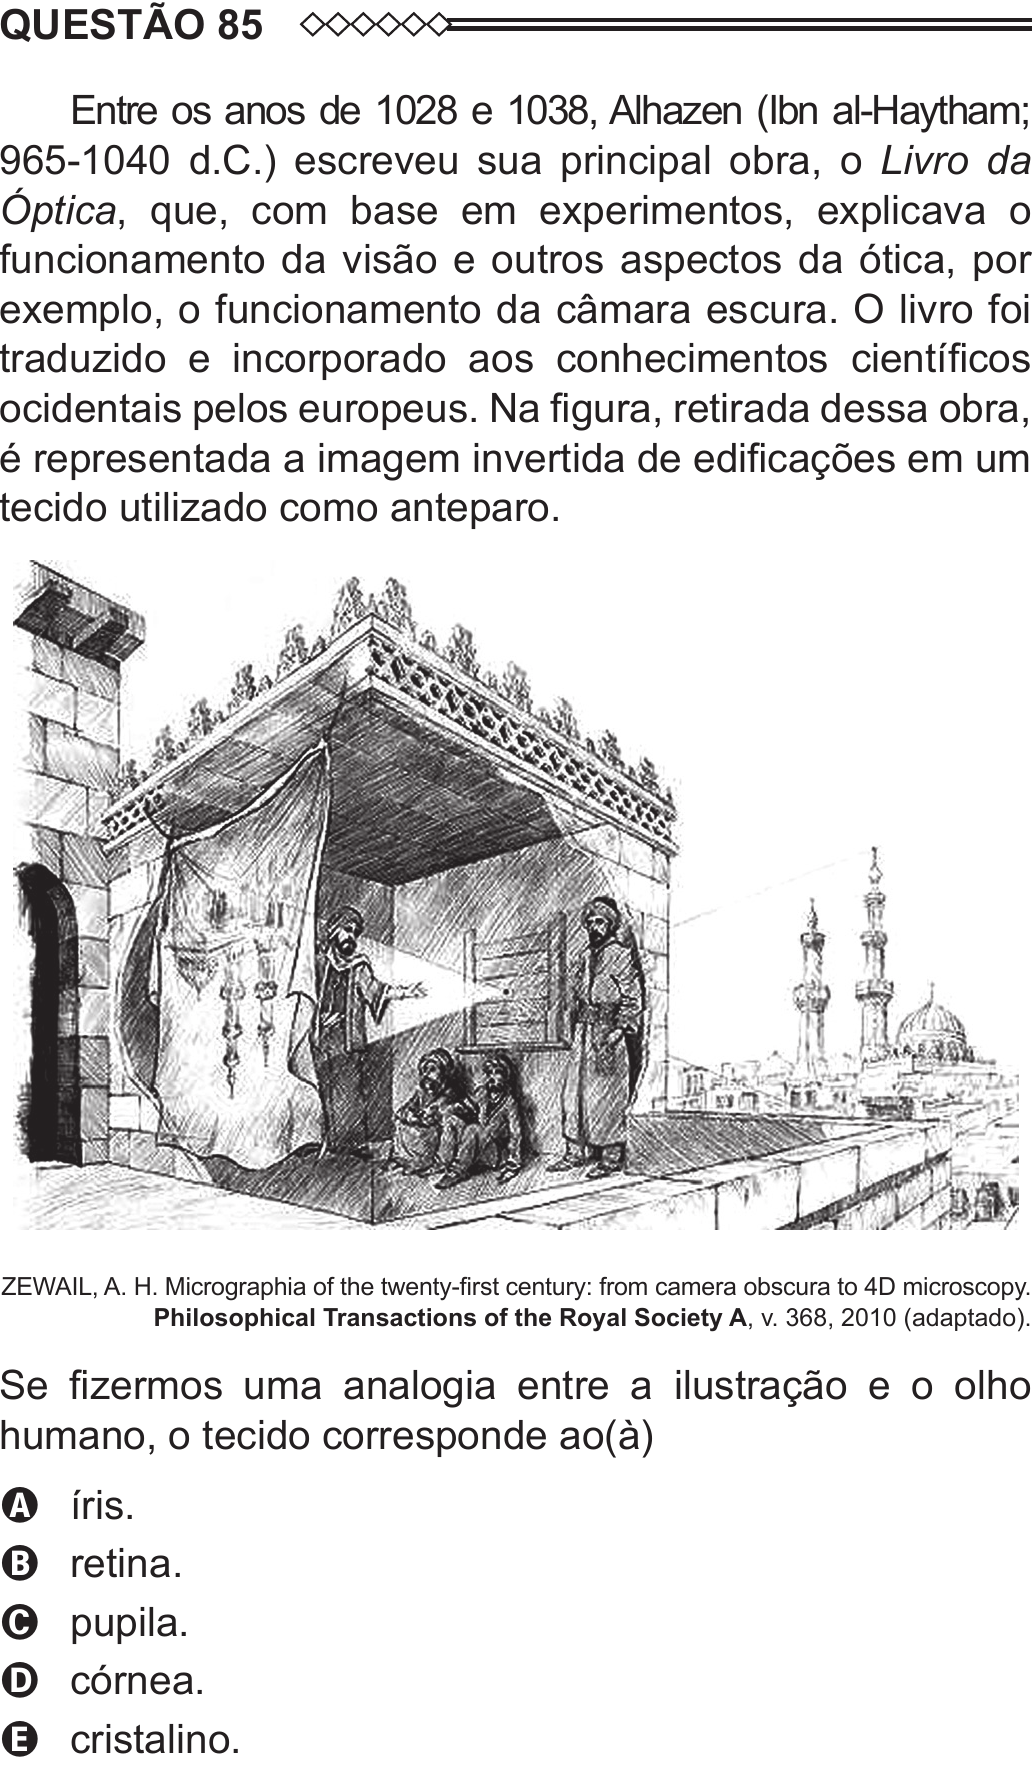 QUESTÃO 85
Entre os anos de 1028 e 1038, Alhazen (Ibn al-Haytham;
965-1040 d.C.) escreveu sua principal obra, o Livro da
Óptica, que, com base em experimentos, explicava o
funcionamento da visão e outros aspectos da ótica, por
exemplo, o funcionamento da câmara escura. O livro foi
traduzido e incorporado aos conhecimentos científicos
ocidentais pelos europeus. Na figura, retirada dessa obra,
é representada a imagem invertida de edificações em um
tecido utilizado como anteparo.
ZEWAIL, A. H. Micrographia of the twenty-first century: from camera obscura to 4D microscopy.
Philosophical Transactions of the Royal Society A, v. 368, 2010 (adaptado).
Se fizermos uma analogia entre a ilustração e o olho
humano, o tecido corresponde ao(à)
A íris.
B retina.
C pupila.
D córnea.
E cristalino.